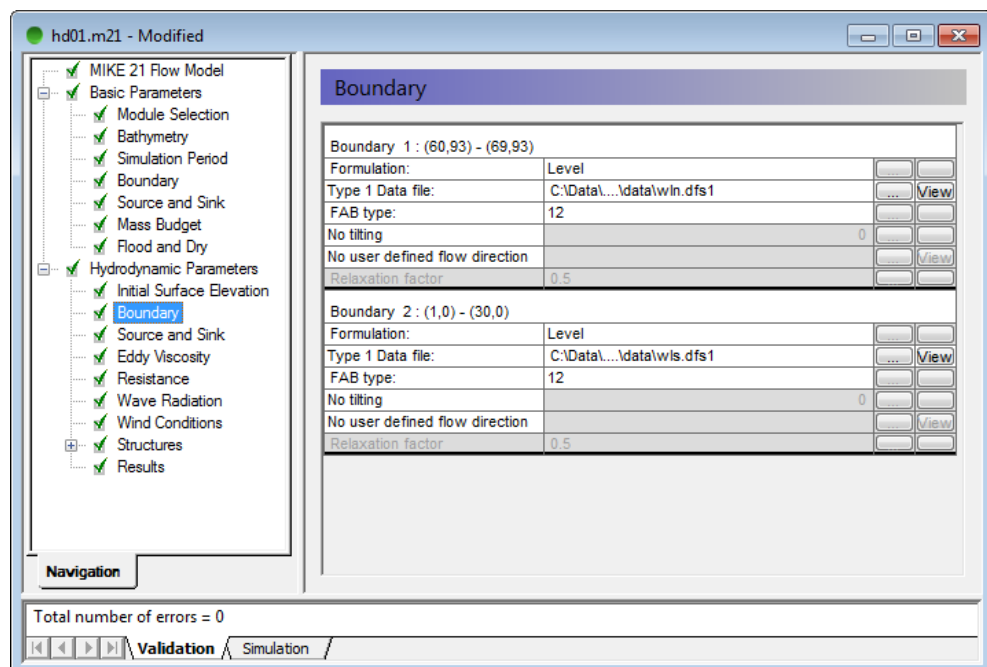 hd01.m21 - Modified
MIKE 21 Flow Model
Basic Parameters
Module Selection
Bathymetry
Simulation Period
Boundary
Source and Sink
Mass Budget
Flood and Dry
Hydrodynamic Parameters
Initial Surface Elevation
Boundary
Source and Sink
Eddy Viscosity
Resistance
Wave Radiation
Wind Conditions
Structures
Results
Navigation
Boundary
Boundary 1 : (60,93) - (69,93)
Formulation: Level ...
Type 1 Data file: C:\Data\....\data\wln.dfs1 ... View
FAB type: 12 ...
No tilting 0 ...
No user defined flow direction ... View
Relaxation factor 0.5 ...
Boundary 2 : (1,0) - (30,0)
Formulation: Level ...
Type 1 Data file: C:\Data\....\data\wls.dfs1 ... View
FAB type: 12 ...
No tilting 0 ...
No user defined flow direction ... View
Relaxation factor 0.5 ...
Total number of errors = 0
Validation Simulation